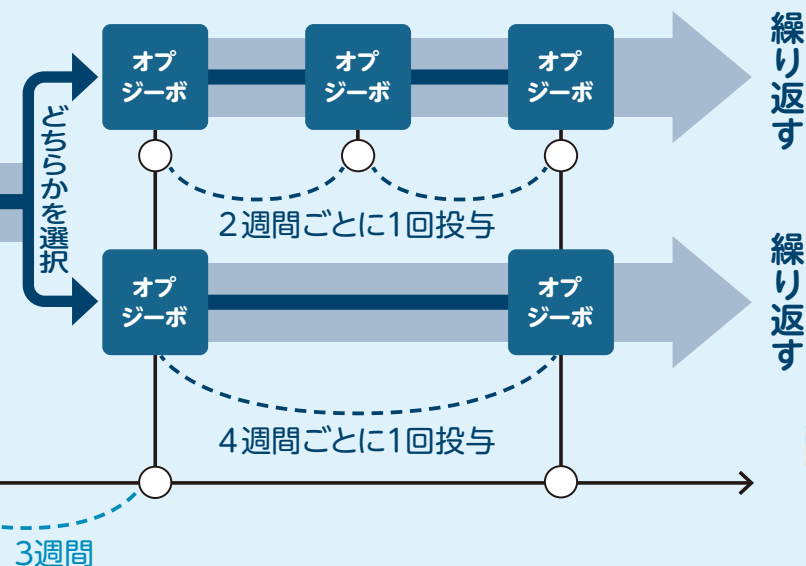 どちらかを選択
オプ
ジーボ
オプ
ジーボ
オプ
ジーボ
繰り返す
2週間ごとに1回投与
オプ
ジーボ
オプ
ジーボ
繰り返す
4週間ごとに1回投与
3週間